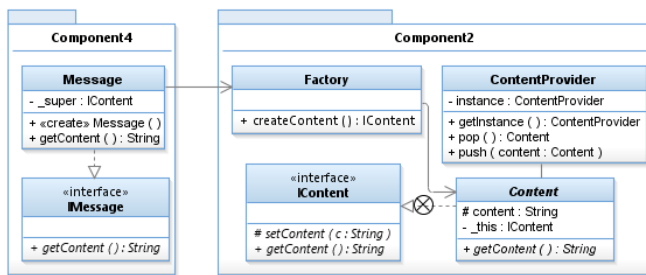 Component4
Message
- _super : IContent
+ «create» Message ( )
+ getContent ( ) : String
«interface»
IMessage
+ getContent ( ) : String
Component2
Factory
+ createContent ( ) : IContent
ContentProvider
- instance : ContentProvider
+ getInstance ( ) : ContentProvider
+ pop ( ) : Content
+ push ( content : Content )
«interface»
IContent
# setContent ( c : String )
+ getContent ( ) : String
Content
# content : String
- _this : IContent
+ getContent ( ) : String